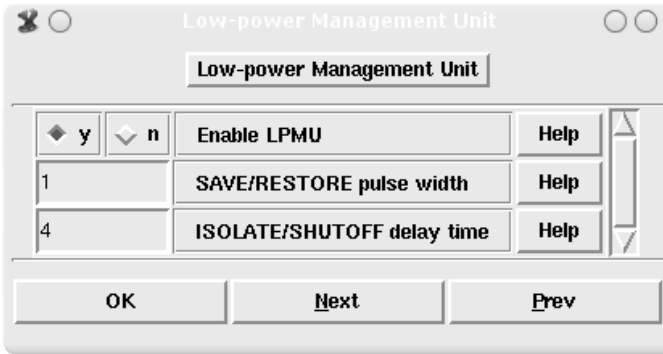 Low-power Management Unit
Low-power Management Unit
y n Enable LPMU Help
1 SAVE/RESTORE pulse width Help
4 ISOLATE/SHUTOFF delay time Help
OK Next Prev